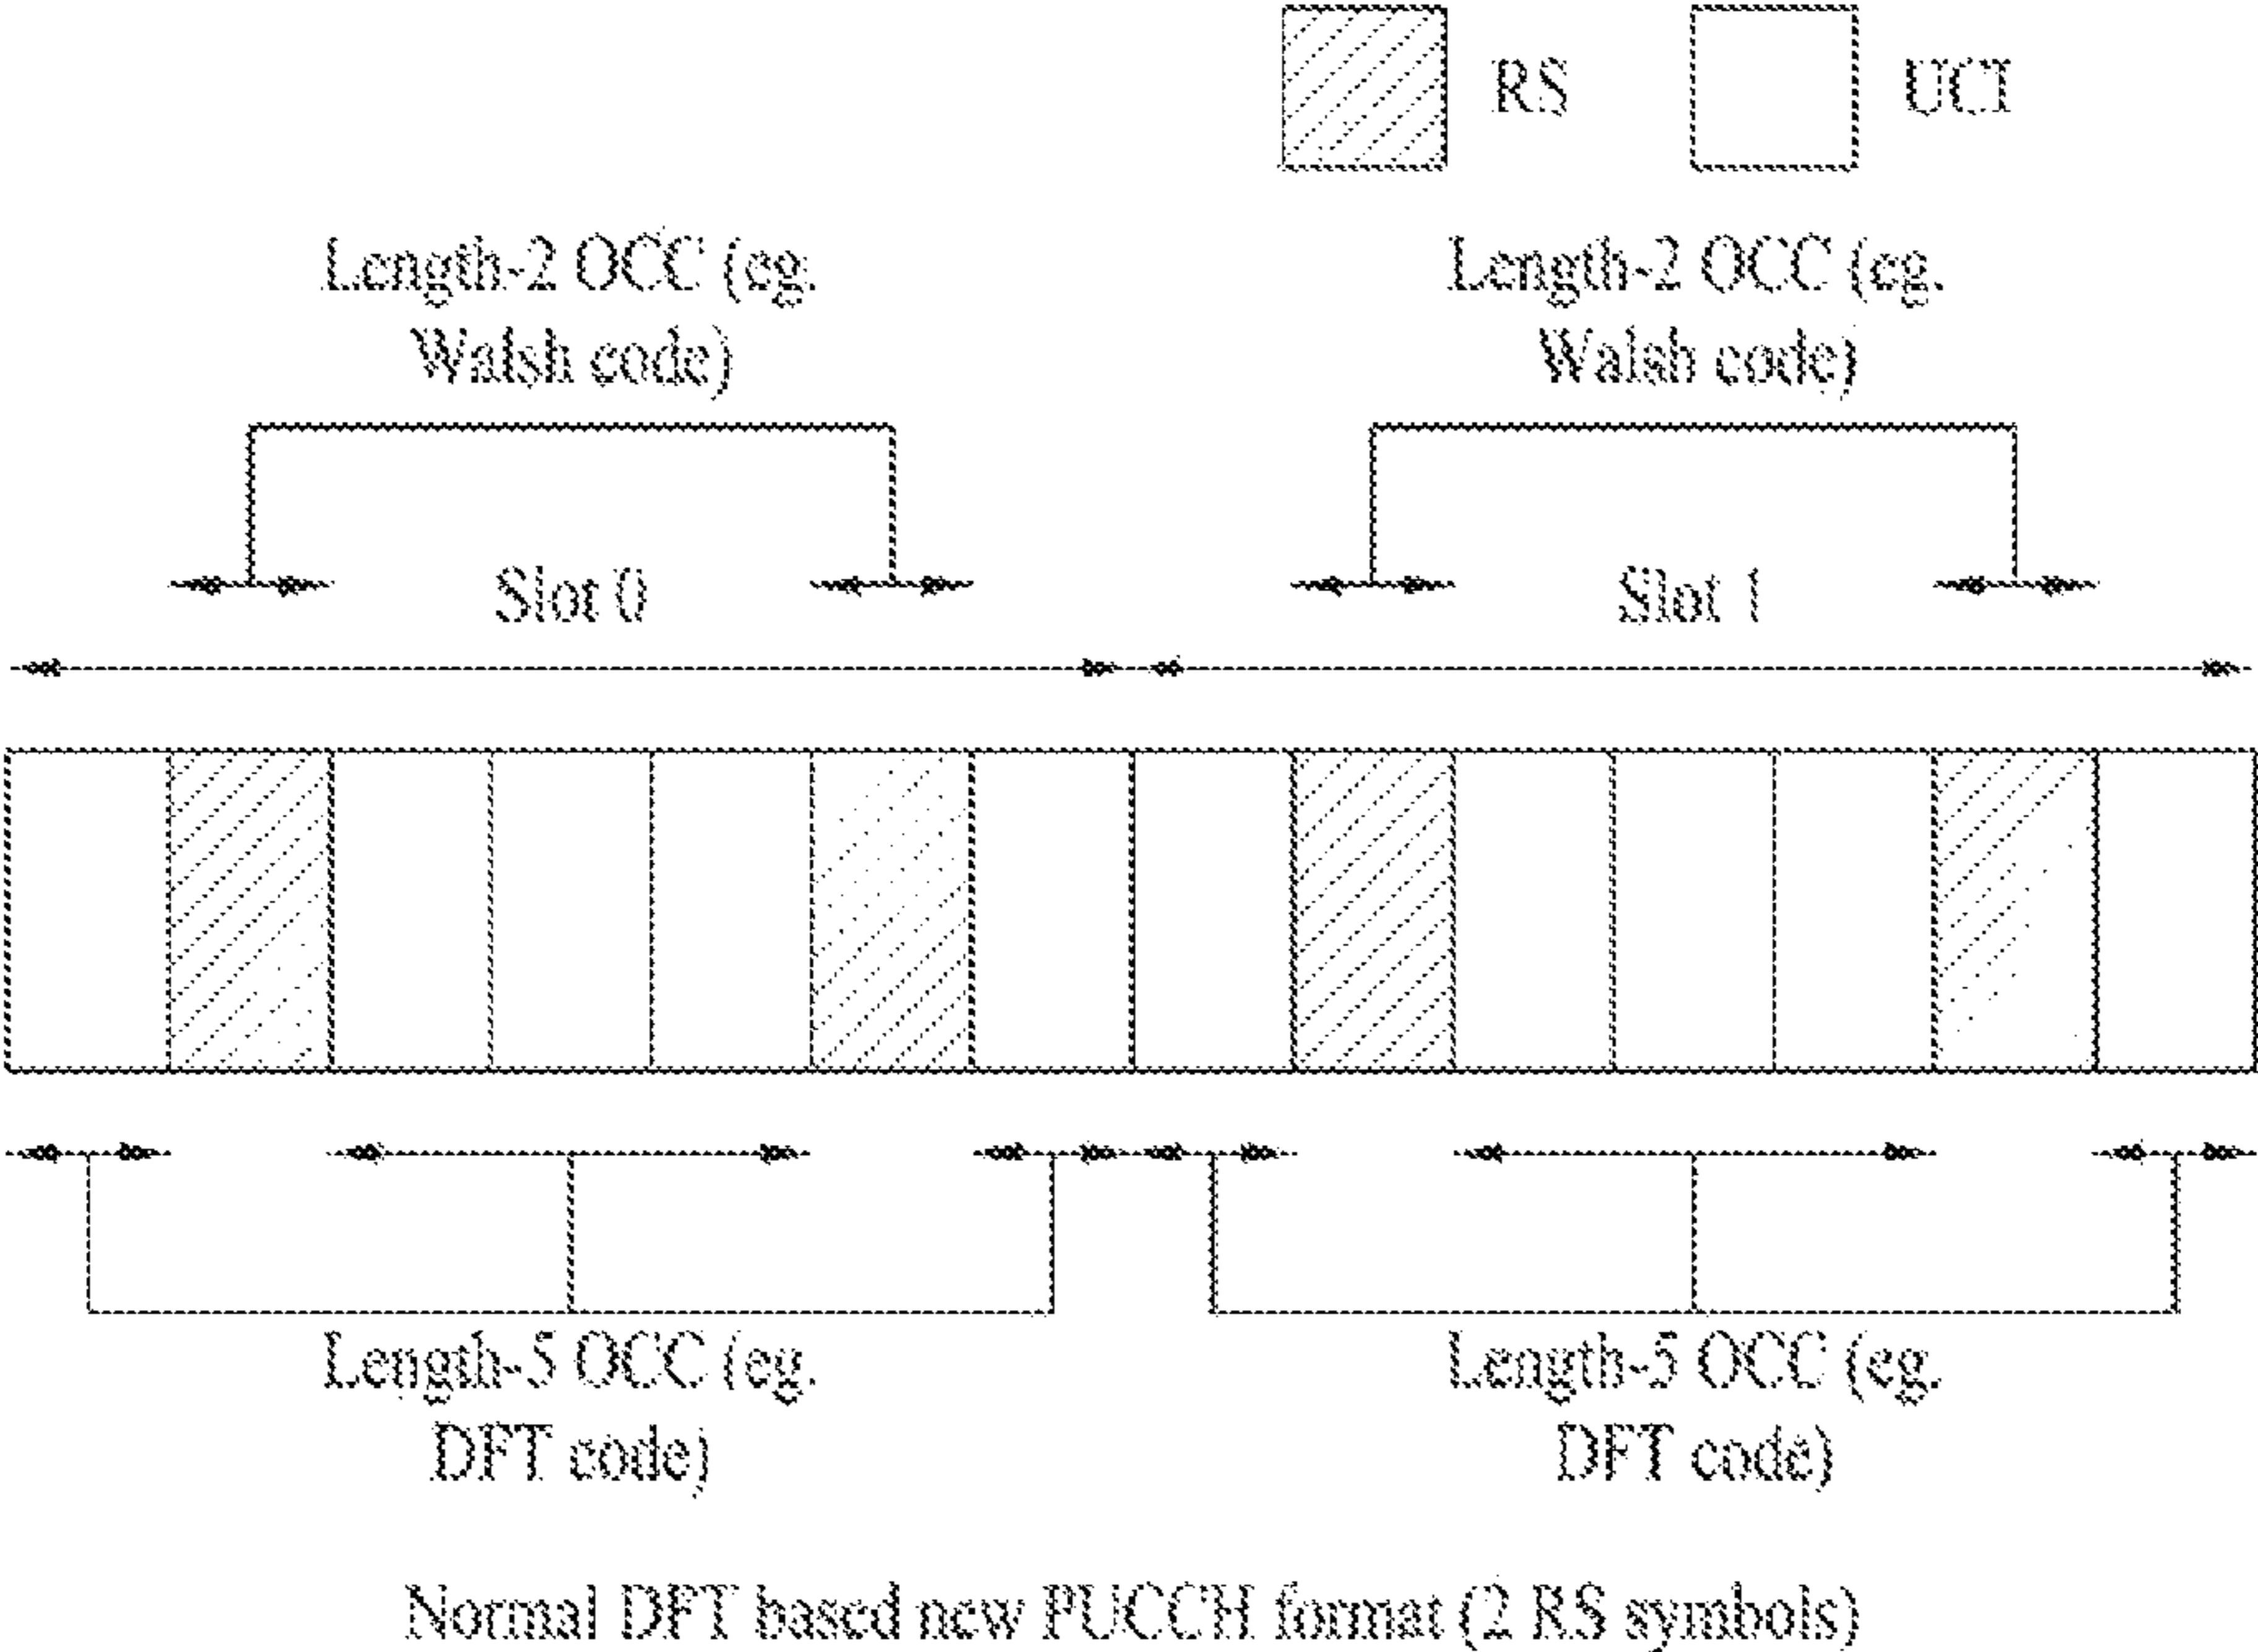 RS UCI
Length-2 OCC (eg.
Walsh code)
Length-2 OCC (eg.
Walsh code)
Slot 0
Slot 1
Length-5 OCC (eg.
DFT code)
Length-5 OCC (eg.
DFT code)
Normal DFT based new PUCCH format (2 RS symbols)